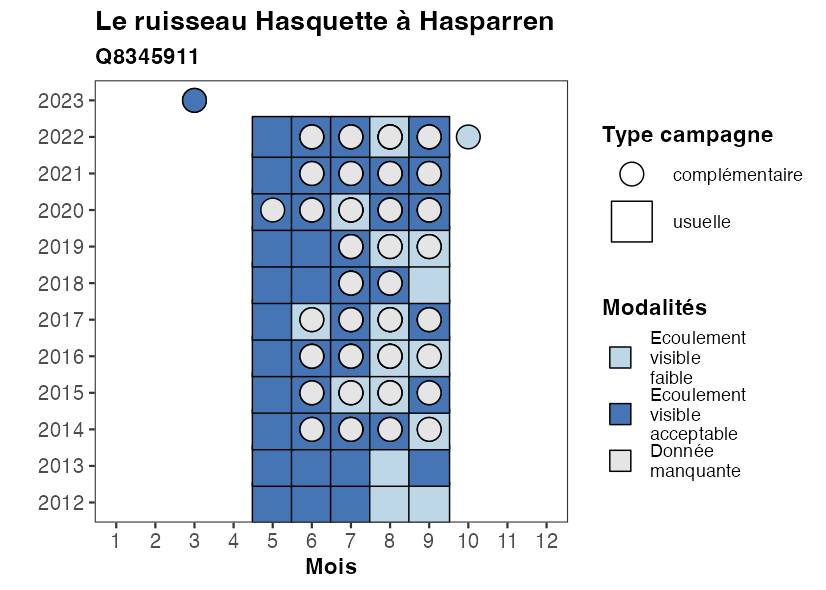 Le ruisseau Hasquette à Hasparren
Q8345911
2023
2022
2021
2020
2019
2018
2017
2016
2015
2014
2013
2012
1 2 3 4 5 6 7 8 9 10 11 12
Mois
Type campagne
complémentaire
usuelle
Modalités
Ecoulement
visible
faible
Ecoulement
visible
acceptable
Donnée
manquante